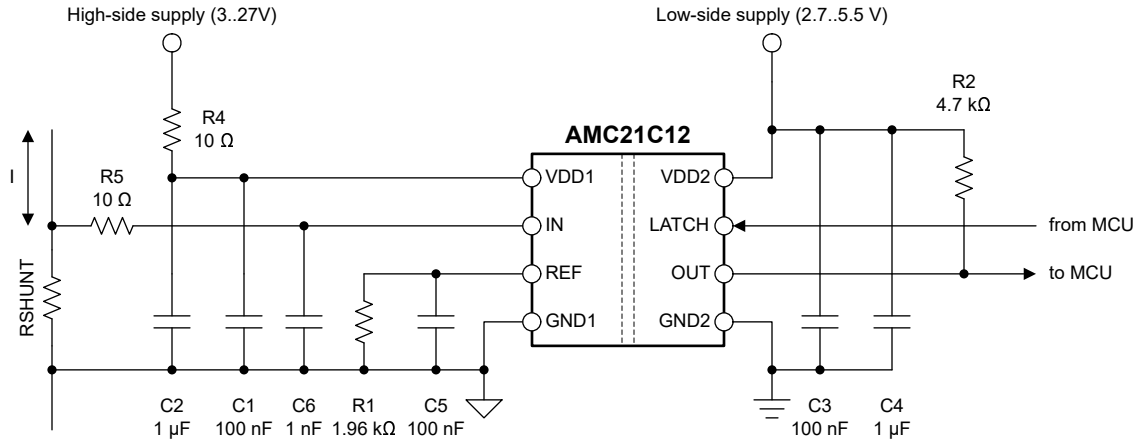 High-side supply (3..27V)
Low-side supply (2.7..5.5 V)
R4
10 Ω
R2
4.7 kΩ
AMC21C12
I
R5
10 Ω
VDD1
VDD2
IN
LATCH
from MCU
REF
OUT
to MCU
RSHUNT
GND1
GND2
C2
1 µF
C1
100 nF
C6
1 nF
R1
1.96 kΩ
C5
100 nF
C3
100 nF
C4
1 µF